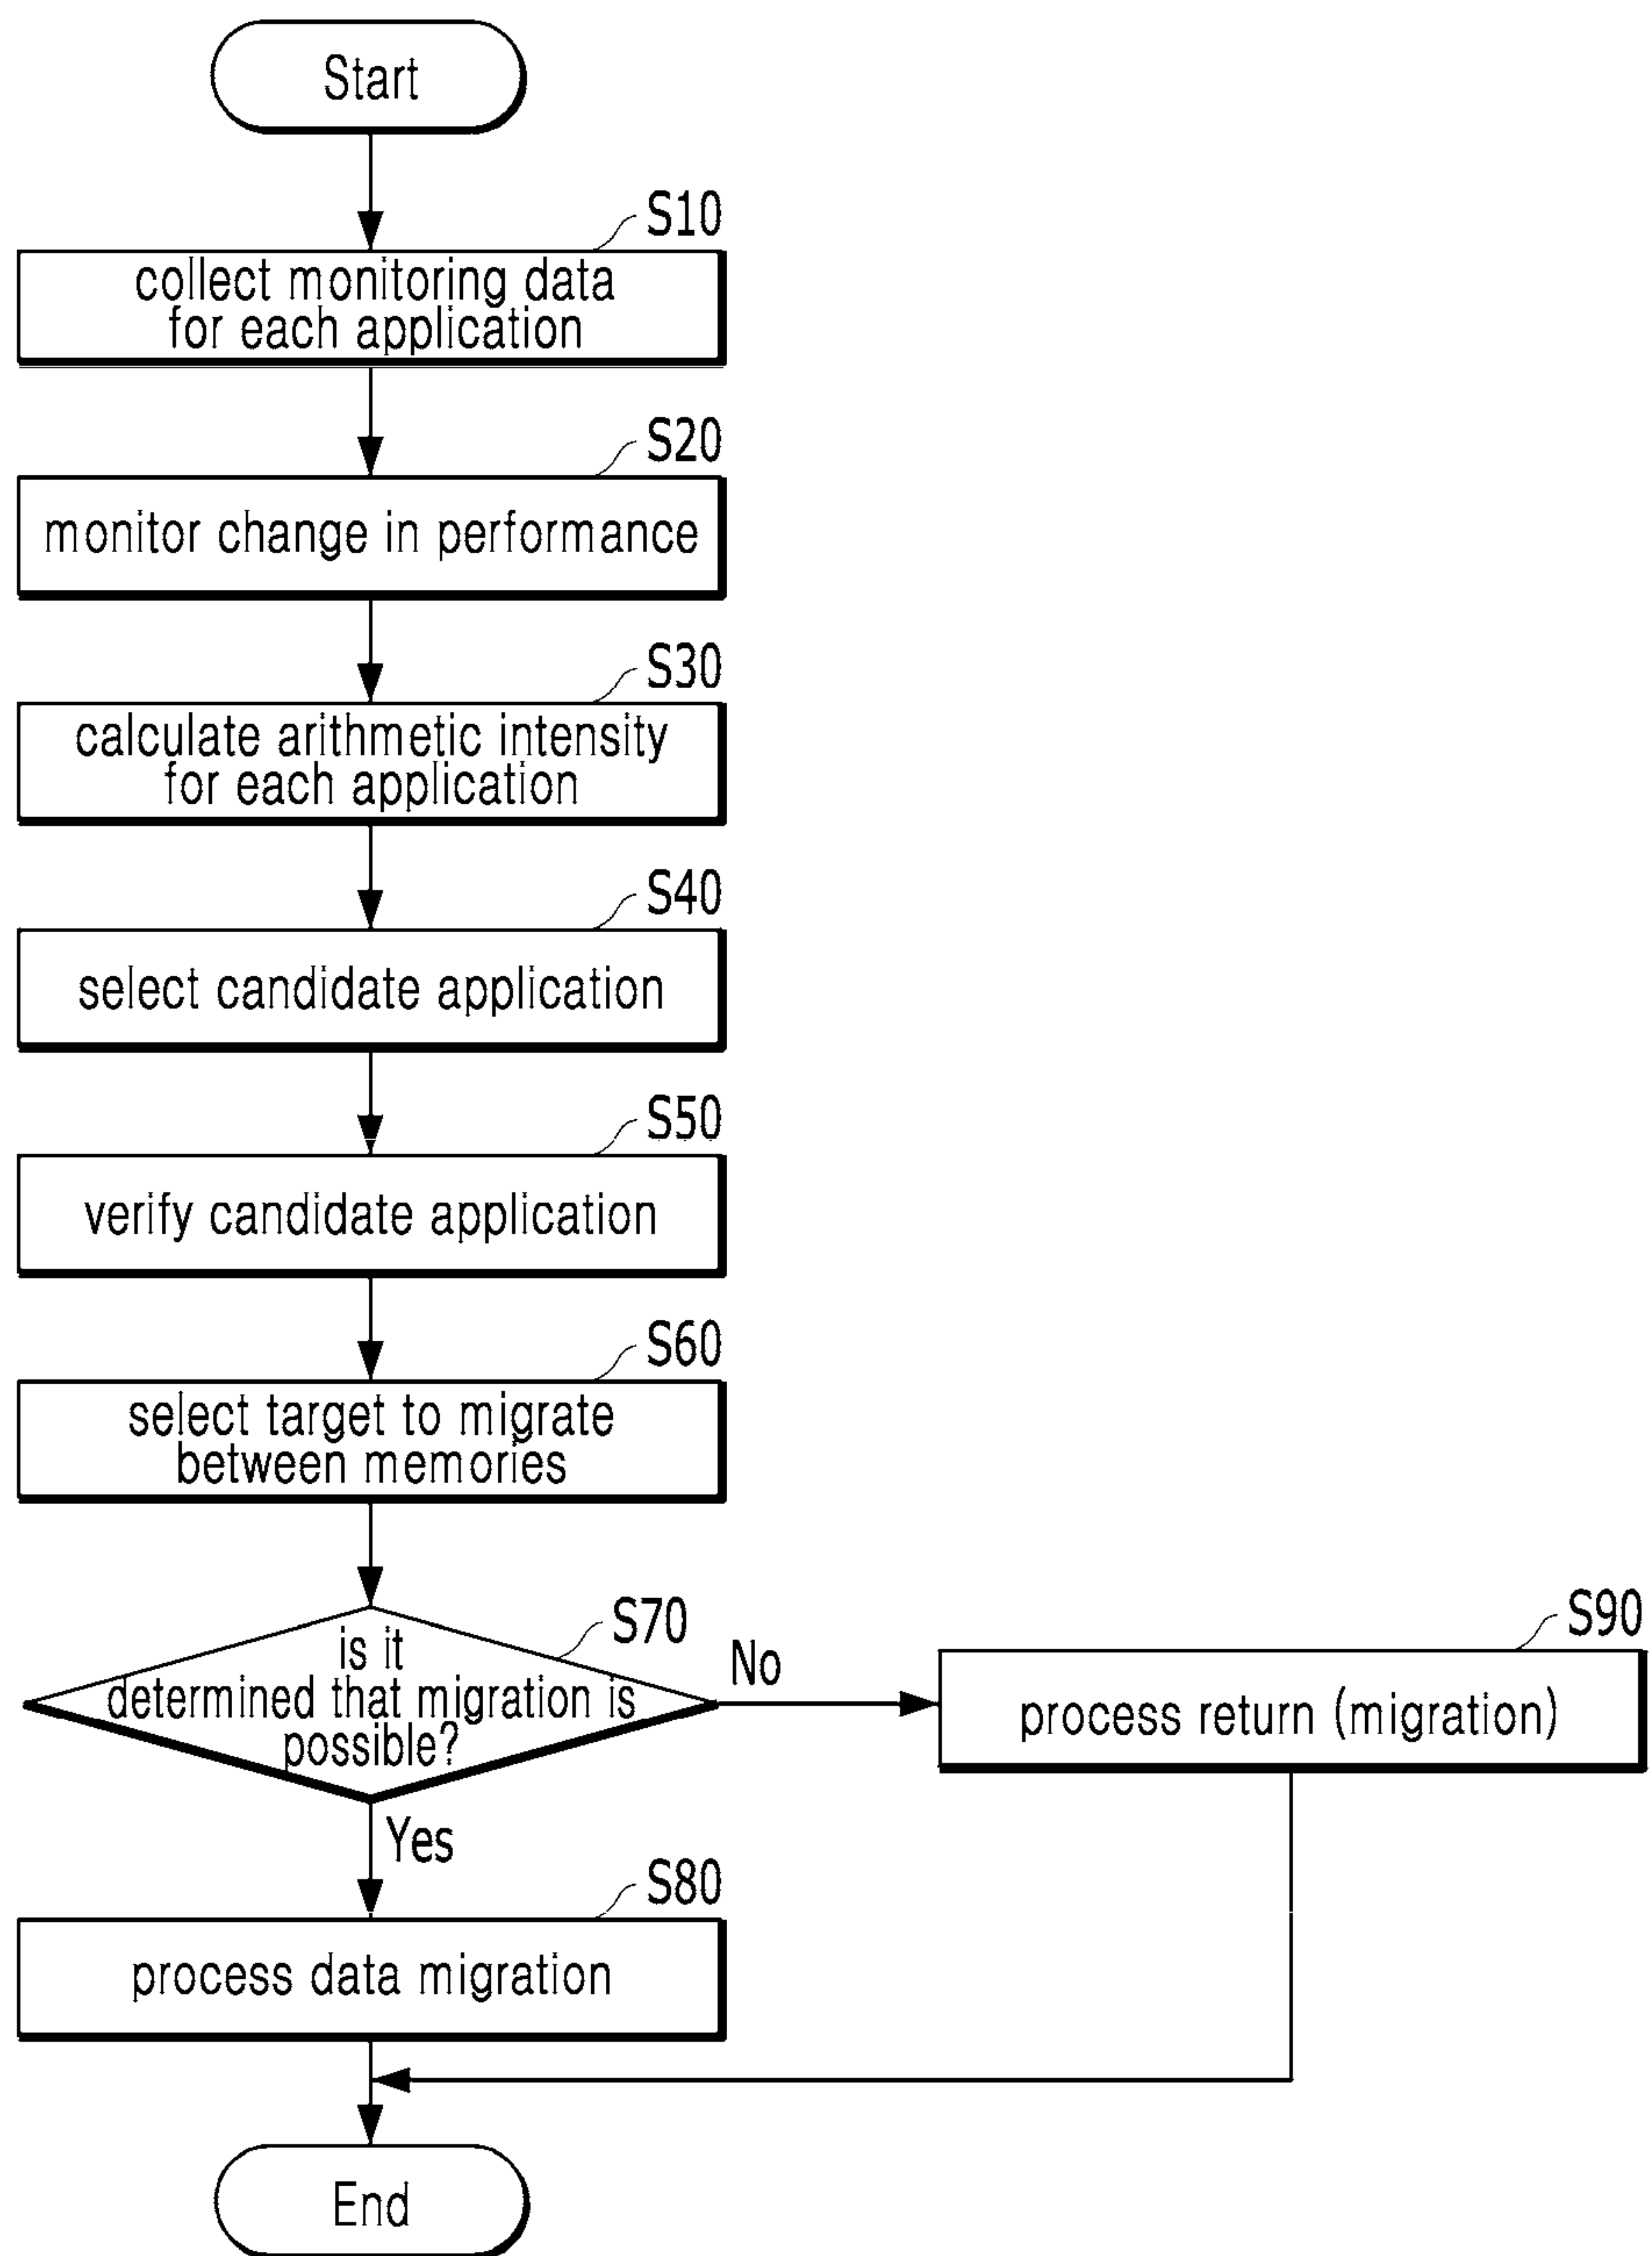 Start
S10
collect monitoring data
for each application
S20
monitor change in performance
S30
calculate arithmetic intensity
for each application
S40
select candidate application
S50
verify candidate application
S60
select target to migrate
between memories
S70
is it
determined that migration is
possible?
No
S90
process return (migration)
Yes
S80
process data migration
End